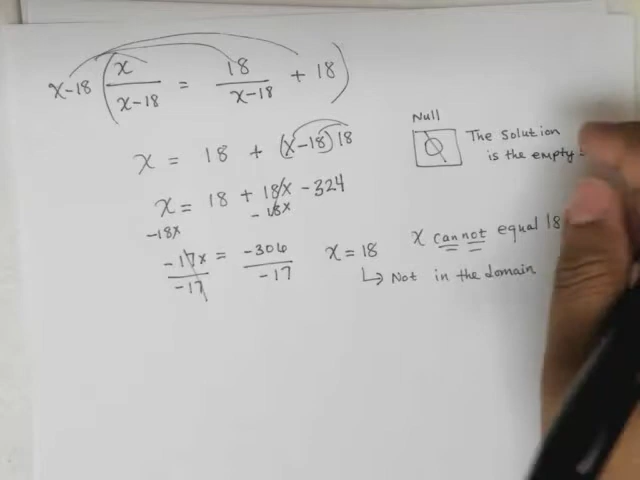 x-18 ( x/x-18 = 18/x-18 + 18 )
x = 18 + (x-18) 18
x = 18 + 18x - 324
-18x - 18x
-17x/-17 = -306/-17 x = 18
Null
Ø The solution
is the empty
x cannot equal 18
↳ Not in the domain